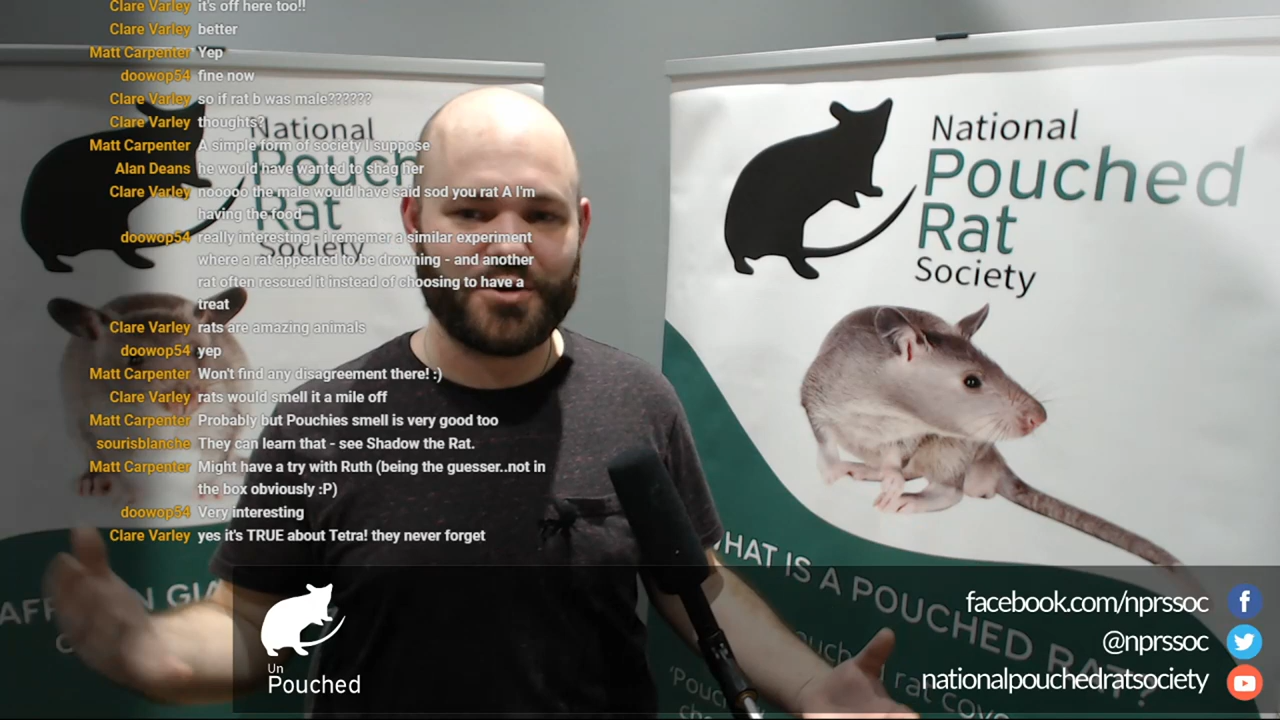 Clare Varley it's off here too!!
Clare Varley better
Matt Carpenter Yep
doowop54 fine now
Clare Varley so if rat b was male??????
Clare Varley thoughts?
Matt Carpenter A simple form of society I suppose
Alan Deans he would have wanted to shag her
Clare Varley nooooo the male would have said sod you rat A I'm
having the food
doowop54 really interesting - i rememer a similar experiment
where a rat appeared to be drowning - and another
rat often rescued it instead of choosing to have a
treat
Clare Varley rats are amazing animals
doowop54 yep
Matt Carpenter Won't find any disagreement there! :)
Clare Varley rats would smell it a mile off
Matt Carpenter Probably but Pouchies smell is very good too
sourisblanche They can learn that - see Shadow the Rat.
Matt Carpenter Might have a try with Ruth (being the guesser..not in
the box obviously :P)
doowop54 Very interesting
Clare Varley yes it's TRUE about Tetra! they never forget
National
Pouch
Rat
Society
National
Pouched
Rat
Society
WHAT IS A POUCHED RAT?
rat cov
'Pouc
Un
Pouched
facebook.com/nprssoc
@nprssoc
nationalpouchedratsociety